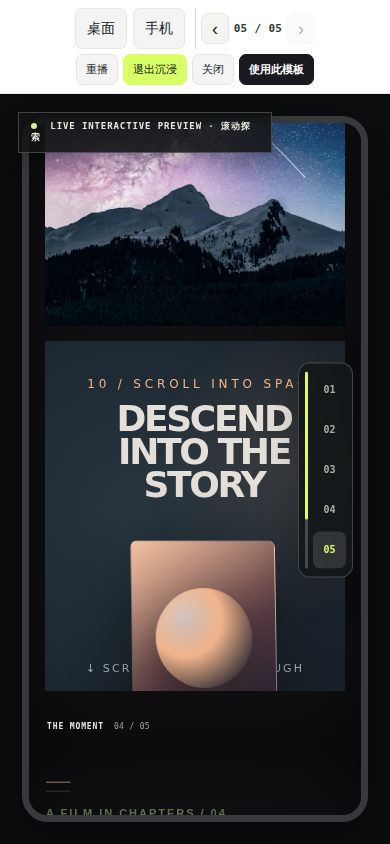 桌面 手机 ‹ 05 / 05 ›
重播 退出沉浸 关闭 使用此模板
LIVE INTERACTIVE PREVIEW · 滚动探
索
10 / SCROLL INTO SPA
DESCEND
INTO THE
STORY
↓ SCR
UGH
01
02
03
04
05
THE MOMENT 04 / 05
A FILM IN CHAPTERS / 04